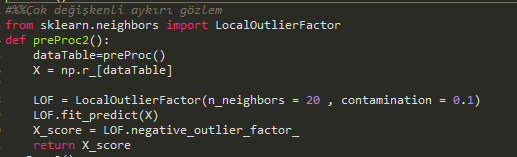 #%%Çok değişkenli aykırı gözlem
from sklearn.neighbors import LocalOutlierFactor
def preProc2():
    dataTable=preProc()
    X = np.r_[dataTable]

    LOF = LocalOutlierFactor(n_neighbors = 20 , contamination = 0.1)
    LOF.fit_predict(X)
    X_score = LOF.negative_outlier_factor_
    return X_score